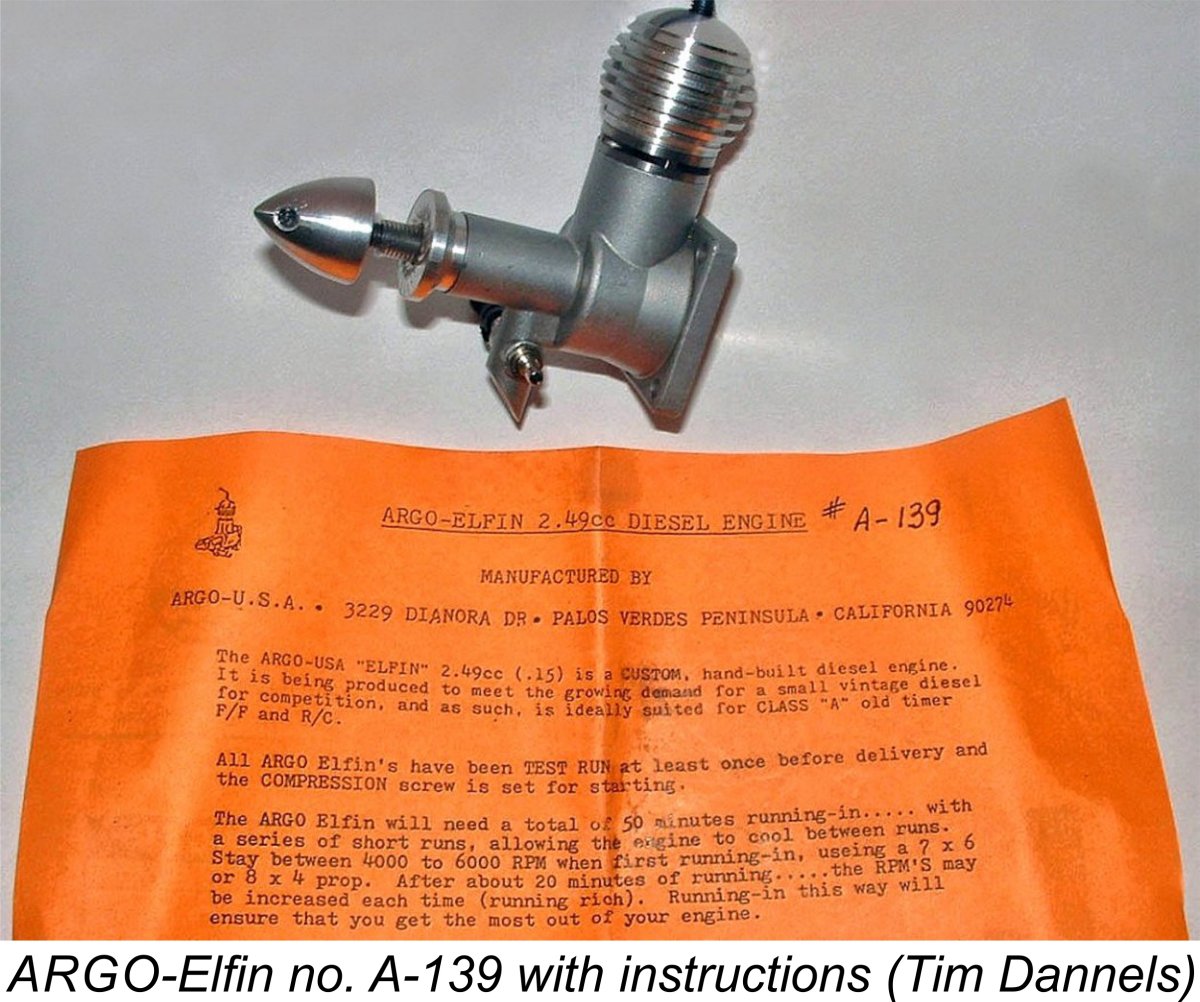 ARGO-ELFIN 2.49cc DIESEL ENGINE # A-139
MANUFACTURED BY
ARGO-U.S.A. • 3229 DIANORA DR • PALOS VERDES PENINSULA • CALIFORNIA 90274
The ARGO-USA "ELFIN" 2.49cc (.15) is a CUSTOM, hand-built diesel engine.
It is being produced to meet the growing demand for a small vintage diesel
for competition, and as such, is ideally suited for CLASS "A" old timer
F/F and R/C.
All ARGO Elfin's have been TEST RUN at least once before delivery and
the COMPRESSION screw is set for starting.
The ARGO Elfin will need a total of 50 minutes running-in..... with
a series of short runs, allowing the engine to cool between runs.
Stay between 4000 to 6000 RPM when first running-in, useing a 7 x 6
or 8 x 4 prop. After about 20 minutes of running.....the RPM'S may
be increased each time (running rich). Running-in this way will
ensure that you get the most out of your engine.
ARGO-Elfin no. A-139 with instructions (Tim Dannels)